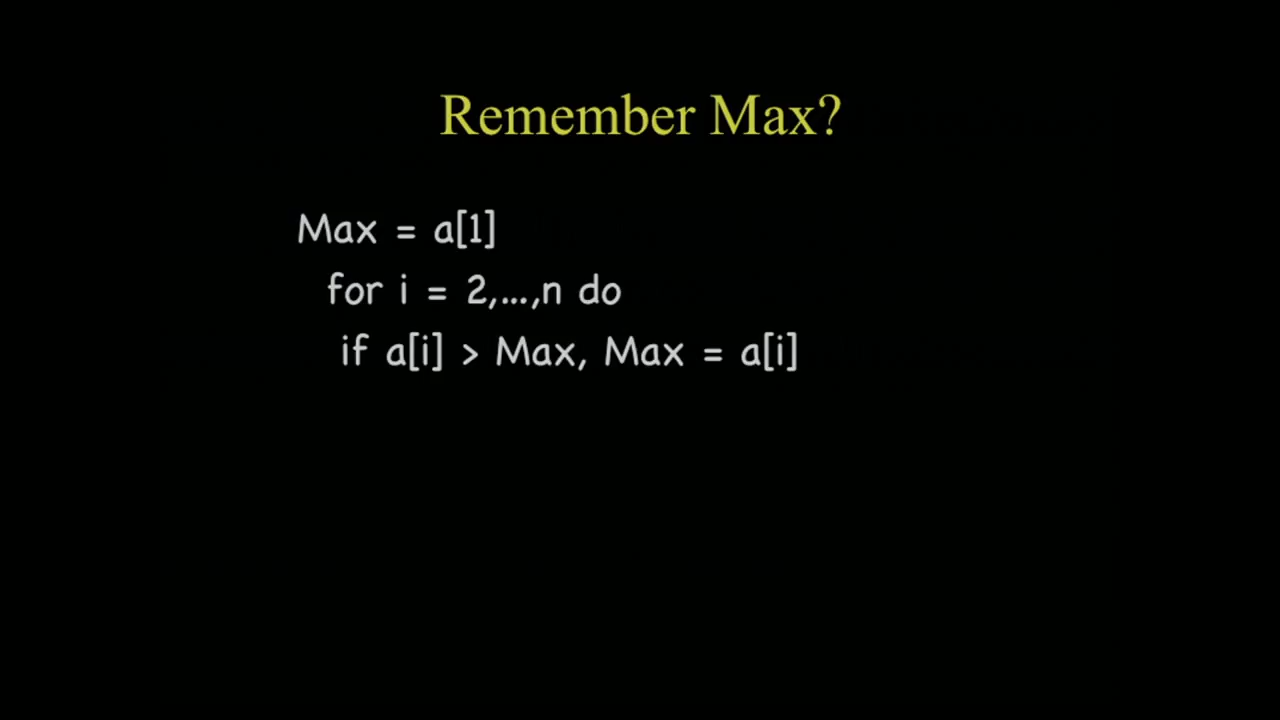 Remember Max?
Max = a[1]
for i = 2,...,n do
if a[i] > Max, Max = a[i]